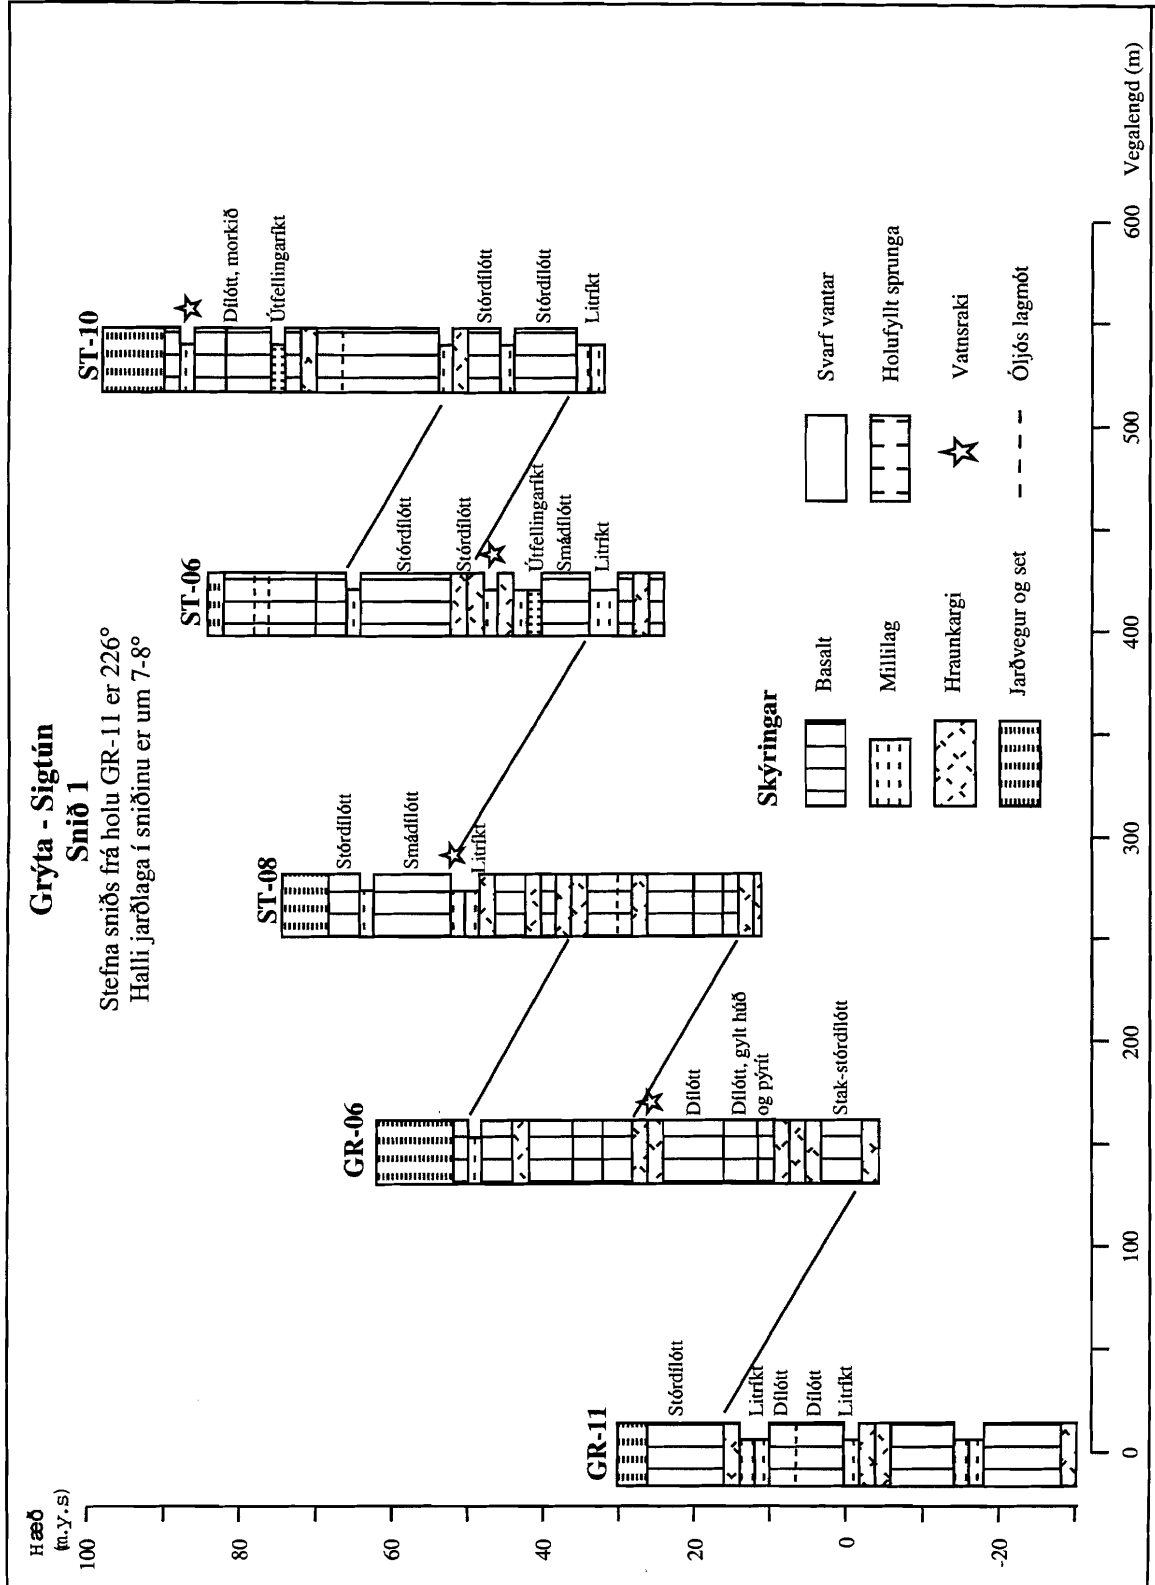 Grýta - Sigtún
Snið 1
Stefna sniðs frá holu GR-11 er 226°
Halli jarðlaga í sniðinu er um 7-8°
Hæð
(m.y.s)
100
80
60
40
20
0
-20
GR-11
Stórdílótt
Litríkt
Dílótt
Dílótt
Litríkt
GR-06
Dílótt
Dílótt, gylt húð
og pýrít
Stak-stórdílótt
ST-08
Stórdílótt
Smádílótt
Litríkt
ST-06
Stórdílótt
Stórdílótt
Útfellingaríkt
Smádílótt
Litríkt
ST-10
Dílótt, morkið
Útfellingaríkt
Stórdílótt
Stórdílótt
Litríkt
Skýringar
Basalt
Millilag
Hraunkargi
Jarðvegur og set
Svarf vantar
Holufyllt sprunga
Vatnsraki
Óljós lagmót
0
100
200
300
400
500
600
Vegalengd (m)